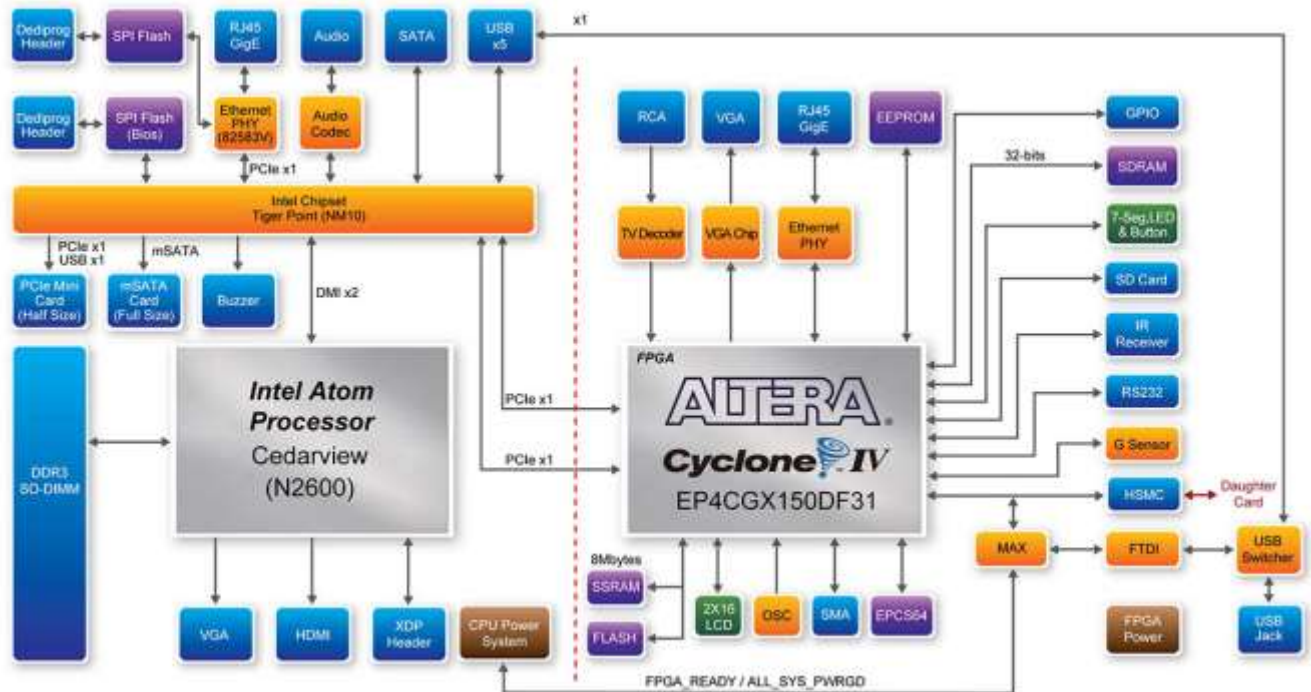 Dediprog
Header
SPI Flash
RJ45
GigE
Audio
SATA
USB
x5
x1
Dediprog
Header
SPI Flash
(Bios)
Ethernet
PHY
(82583V)
Audio
Codec
PCIe x1
Intel Chipset
Tiger Point (NM10)
PCIe x1
USB x1
mSATA
PCIe Mini
Card
(Half Size)
mSATA
Card
(Full Size)
Buzzer
DMI x2
DDR3
SO-DIMM
Intel Atom
Processor
Cedarview
(N2600)
PCIe x1
PCIe x1
VGA
HDMI
XDP
Header
CPU Power
System
RCA
VGA
RJ45
GigE
EEPROM
TV Decoder
VGA Chip
Ethernet
PHY
FPGA
ALTERA
Cyclone IV
EP4CGX150DF31
8Mbytes
SSRAM
FLASH
2X16
LCD
OSC
SMA
EPCS64
GPIO
32-bits
SDRAM
7-Seg,LED
& Button
SD Card
IR
Receiver
RS232
G Sensor
HSMC
Daughter
Card
MAX
FTDI
USB
Switcher
FPGA
Power
USB
Jack
FPGA_READY / ALL_SYS_PWRGD